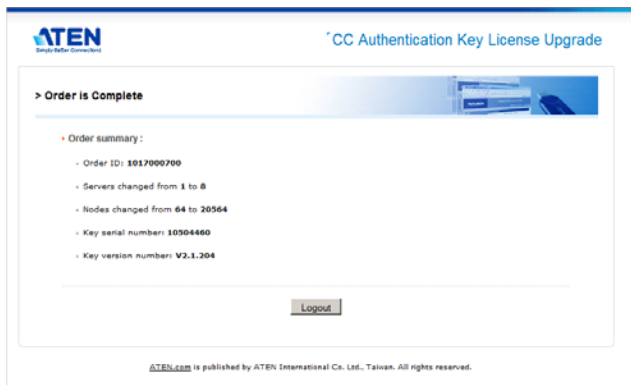 ATEN
Simply Better Connections
´CC Authentication Key License Upgrade
> Order is Complete
Order summary :
- Order ID: 1017000700
- Servers changed from 1 to 8
- Nodes changed from 64 to 20564
- Key serial number: 10504460
- Key version number: V2.1.204
Logout
ATEN.com is published by ATEN International Co. Ltd., Taiwan. All rights reserved.